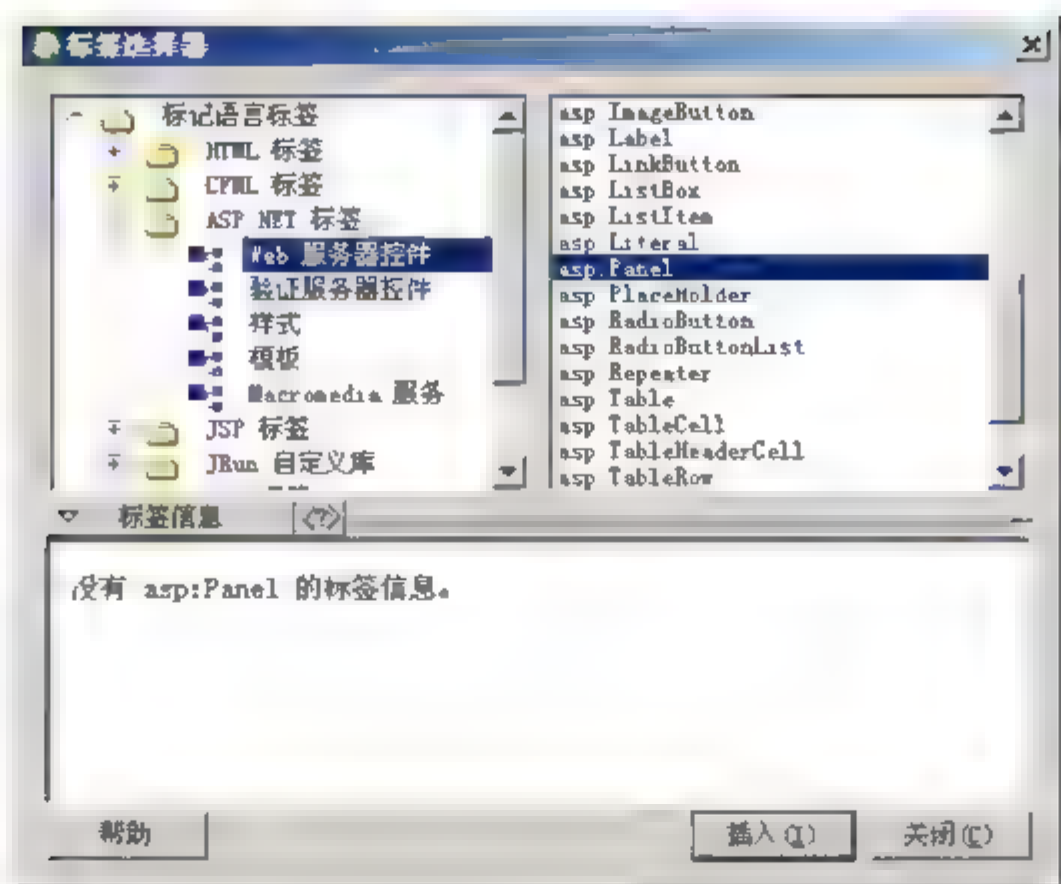 标签选择器
标记语言标签
HTML 标签
CFML 标签
ASP NET 标签
Web 服务器控件
验证服务器控件
样式
模板
Macromedia 服务
JSP 标签
JRun 自定义库
asp ImageButton
asp Label
asp LinkButton
asp ListBox
asp ListItem
asp Literal
asp.Panel
asp PlaceHolder
asp RadioButton
asp RadioButtonList
asp Repeater
asp Table
asp TableCell
asp TableHeaderCell
asp TableRow
标签信息 <?>
没有 asp:Panel 的标签信息。
帮助 插入(I) 关闭(C)